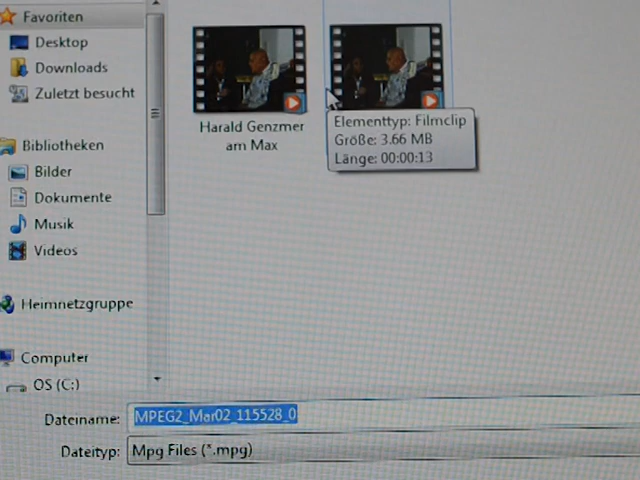 Favoriten
Desktop
Downloads
Zuletzt besucht
Bibliotheken
Bilder
Dokumente
Musik
Videos
Heimnetzgruppe
Computer
OS (C:)
Harald Genzmer
am Max
Elementtyp: Filmclip
Größe: 3.66 MB
Länge: 00:00:13
Dateiname: MPEG2_Mar02_115528_0
Dateityp: Mpg Files (*.mpg)